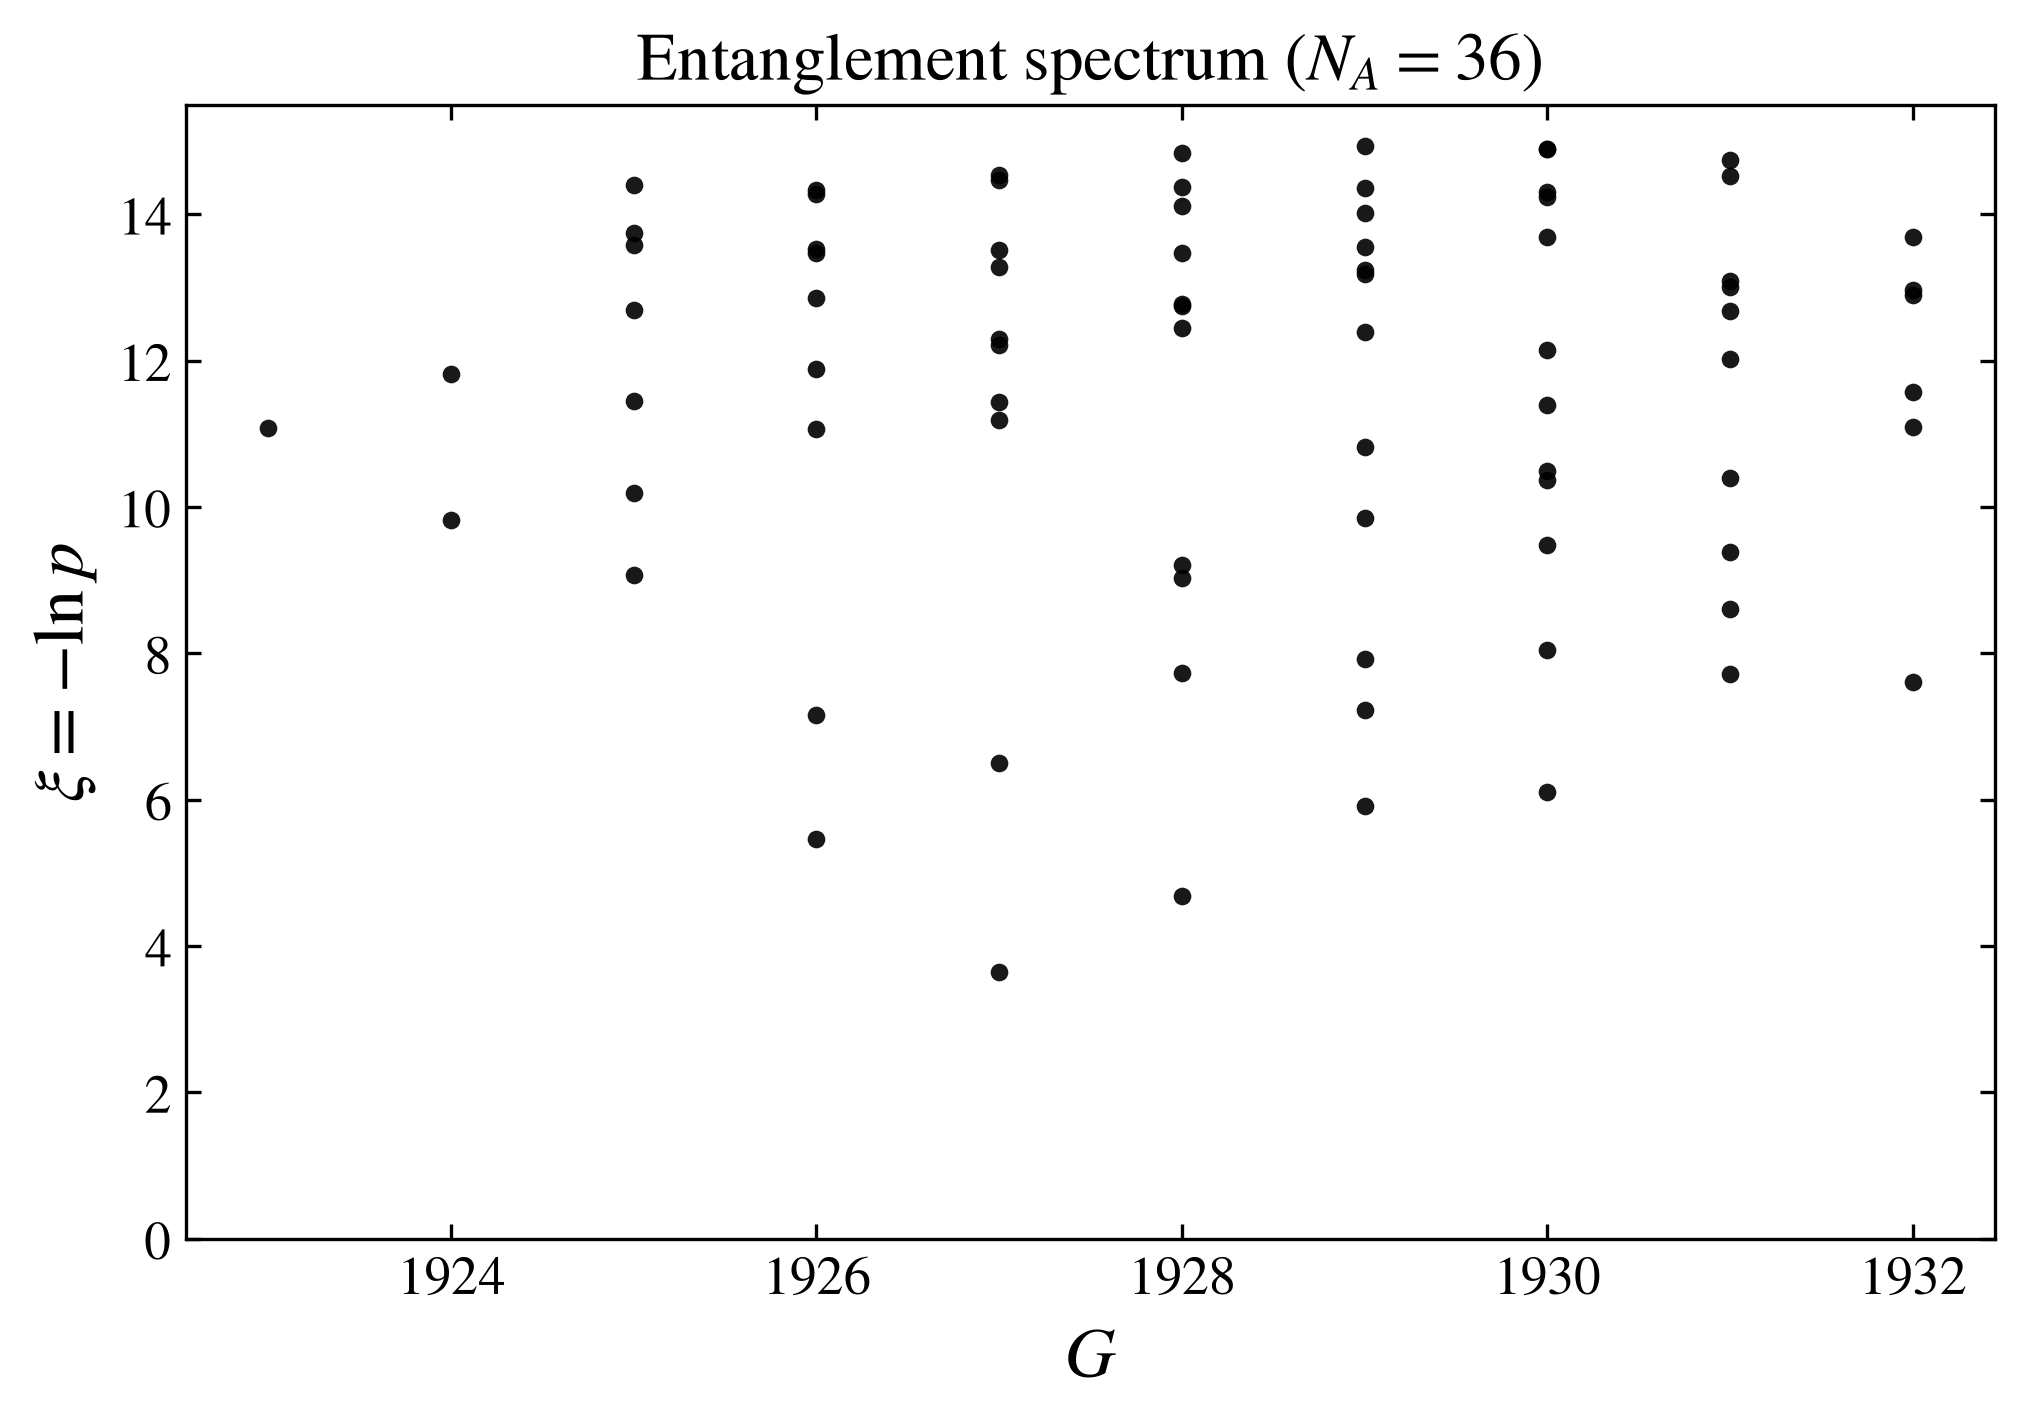 Entanglement spectrum (N_A = 36)
ξ = −ln p
14
12
10
8
6
4
2
0
1924 1926 1928 1930 1932
G